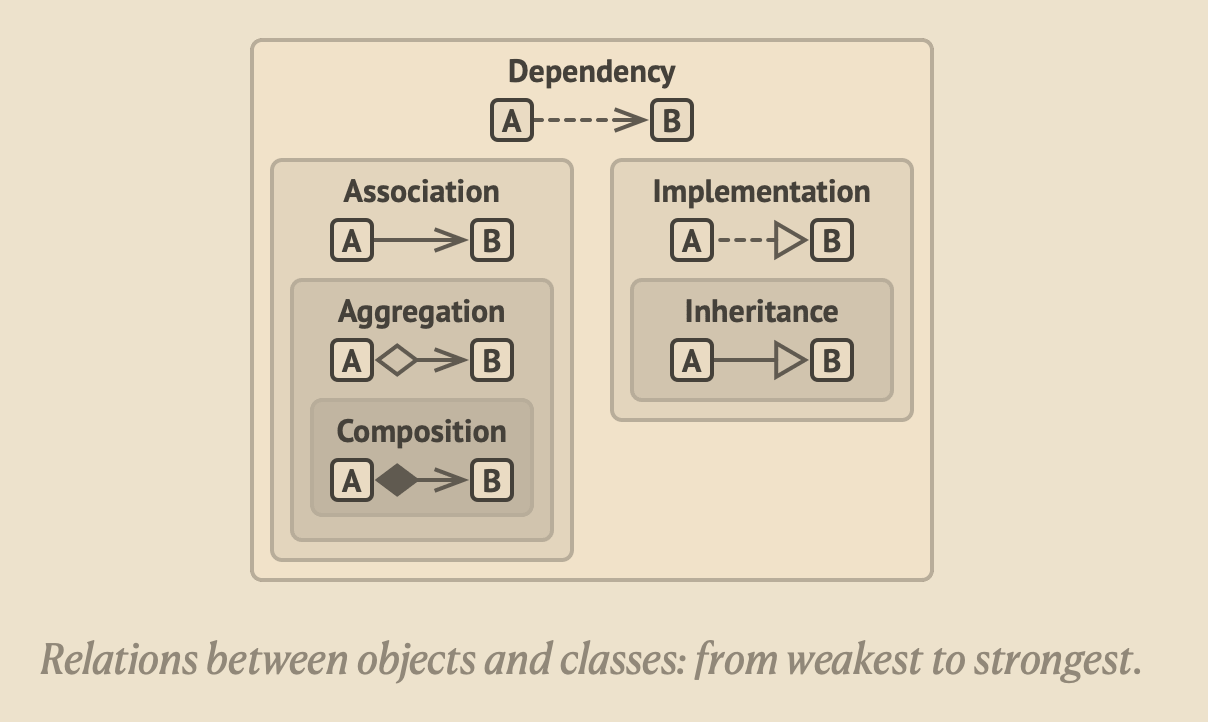 Dependency
A B
Association
A B
Implementation
A B
Aggregation
A B
Inheritance
A B
Composition
A B
Relations between objects and classes: from weakest to strongest.